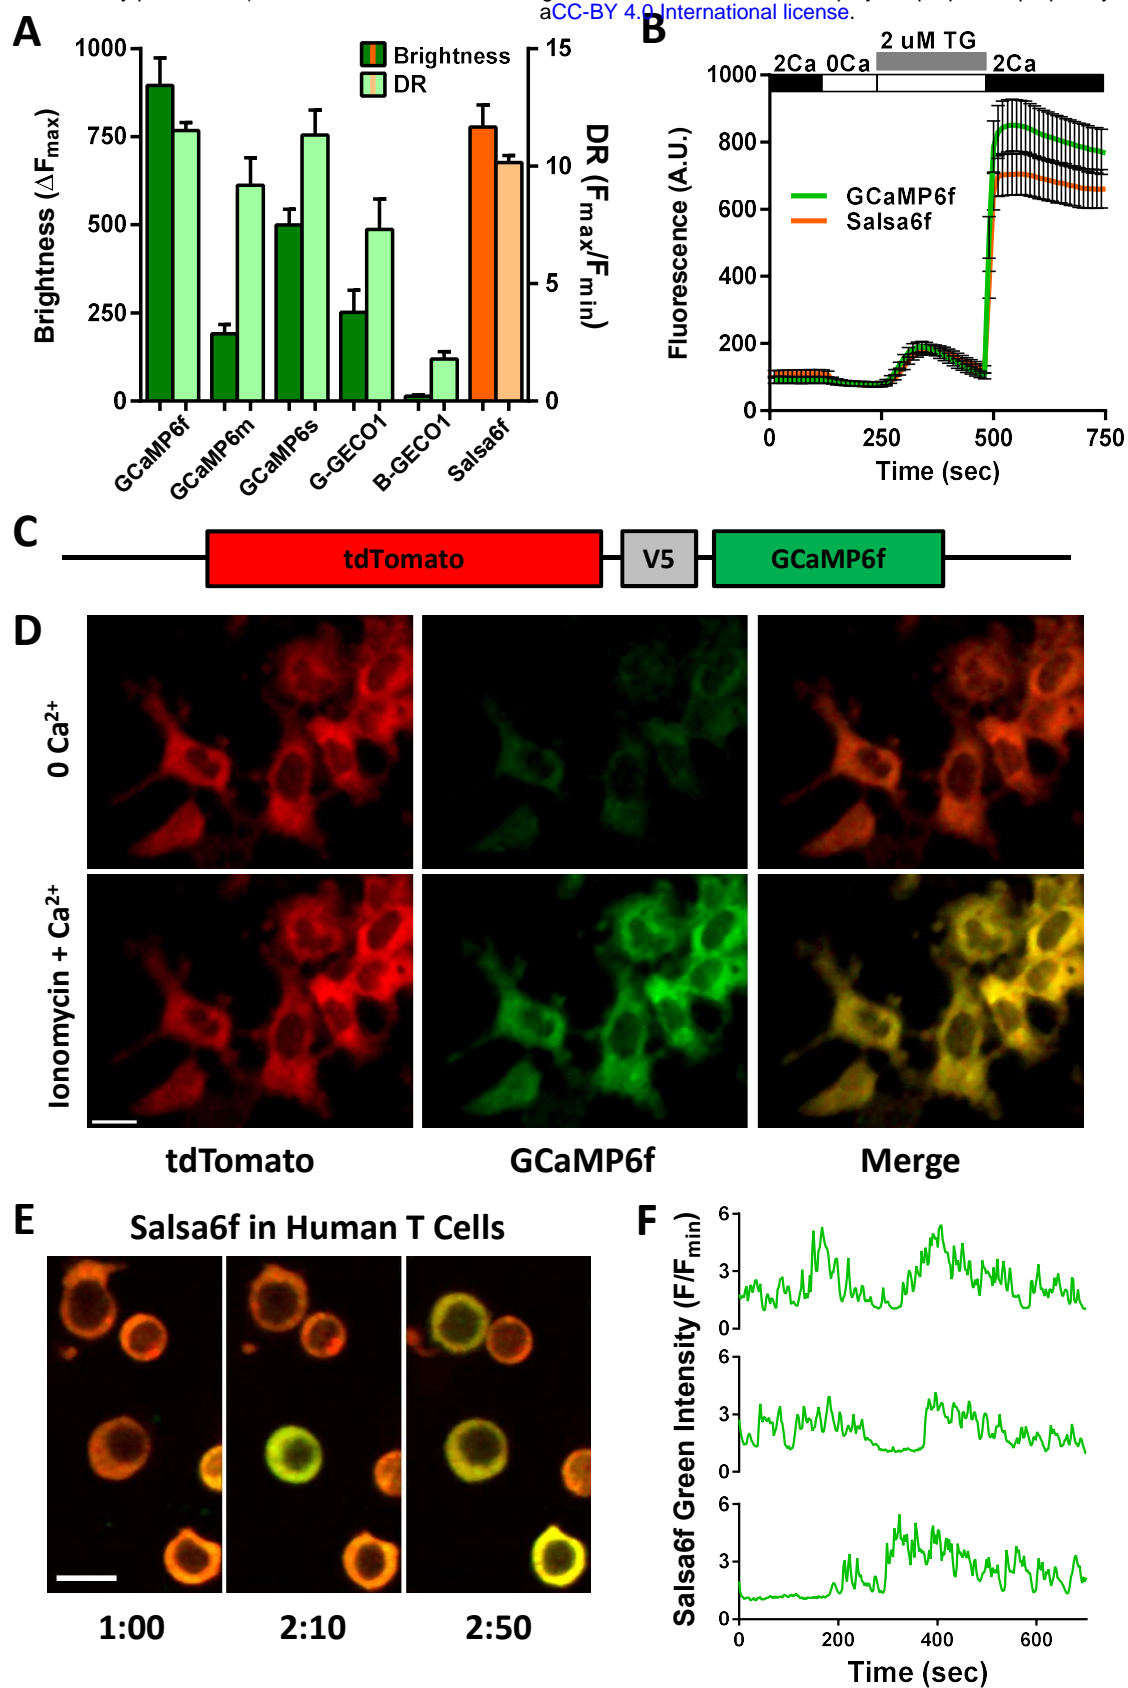 aCC-BY 4.0 International license.
A
1000
750
500
250
0
Brightness (ΔFmax)
Brightness
DR
15
10
5
0
DR (Fmax/Fmin)
GCaMP6f
GCaMP6m
GCaMP6s
G-GECO1
B-GECO1
Salsa6f
B
2 uM TG
2Ca 0Ca 2Ca
1000
800
600
400
200
0
Fluorescence (A.U.)
GCaMP6f
Salsa6f
0 250 500 750
Time (sec)
C
tdTomato V5 GCaMP6f
D
0 Ca2+
Ionomycin + Ca2+
tdTomato GCaMP6f Merge
E
Salsa6f in Human T Cells
1:00 2:10 2:50
F
Salsa6f Green Intensity (F/Fmin)
6
3
0
6
3
0
6
3
0
0 200 400 600
Time (sec)